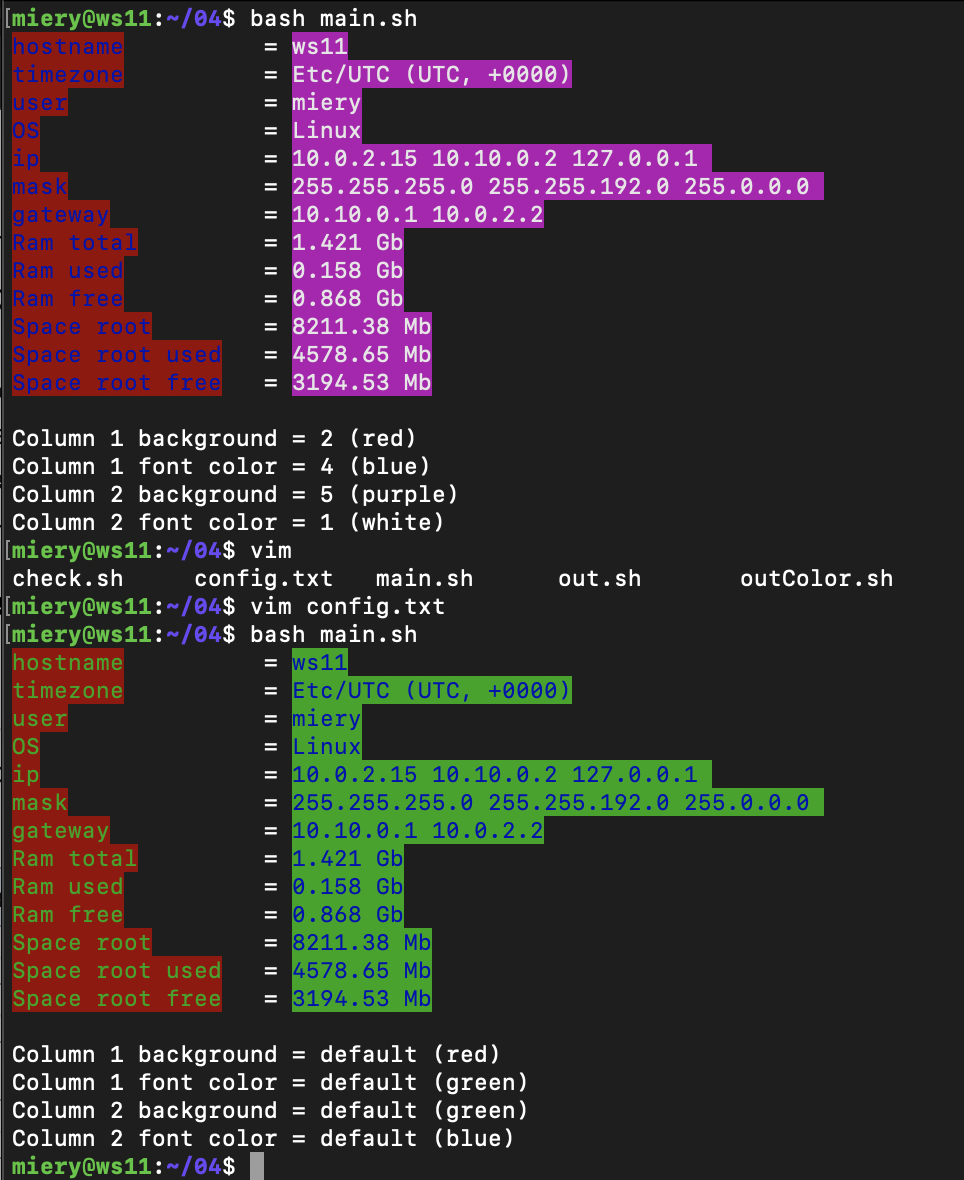 [miery@ws11:~/04$ bash main.sh
hostname = ws11
timezone = Etc/UTC (UTC, +0000)
user = miery
OS = Linux
ip = 10.0.2.15 10.10.0.2 127.0.0.1
mask = 255.255.255.0 255.255.192.0 255.0.0.0
gateway = 10.10.0.1 10.0.2.2
Ram total = 1.421 Gb
Ram used = 0.158 Gb
Ram free = 0.868 Gb
Space root = 8211.38 Mb
Space root used = 4578.65 Mb
Space root free = 3194.53 Mb
Column 1 background = 2 (red)
Column 1 font color = 4 (blue)
Column 2 background = 5 (purple)
Column 2 font color = 1 (white)
[miery@ws11:~/04$ vim
check.sh config.txt main.sh out.sh outColor.sh
[miery@ws11:~/04$ vim config.txt
[miery@ws11:~/04$ bash main.sh
hostname = ws11
timezone = Etc/UTC (UTC, +0000)
user = miery
OS = Linux
ip = 10.0.2.15 10.10.0.2 127.0.0.1
mask = 255.255.255.0 255.255.192.0 255.0.0.0
gateway = 10.10.0.1 10.0.2.2
Ram total = 1.421 Gb
Ram used = 0.158 Gb
Ram free = 0.868 Gb
Space root = 8211.38 Mb
Space root used = 4578.65 Mb
Space root free = 3194.53 Mb
Column 1 background = default (red)
Column 1 font color = default (green)
Column 2 background = default (green)
Column 2 font color = default (blue)
miery@ws11:~/04$